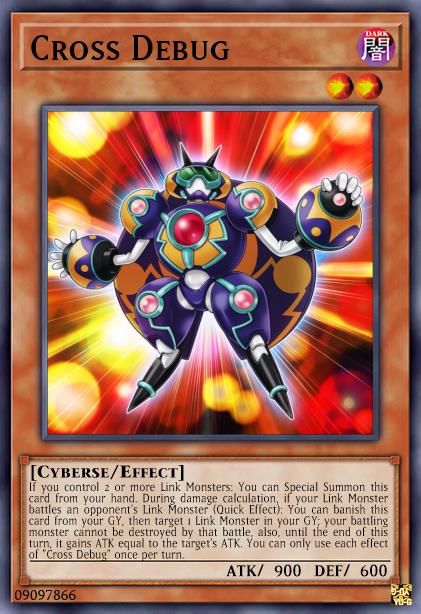 CROSS DEBUG
DARK
闇
[CYBERSE/EFFECT]
If you control 2 or more Link Monsters: You can Special Summon this
card from your hand. During damage calculation, if your Link Monster
battles an opponent's Link Monster (Quick Effect): You can banish this
card from your GY, then target 1 Link Monster in your GY; your battling
monster cannot be destroyed by that battle, also, until the end of this
turn, it gains ATK equal to the target's ATK. You can only use each effect
of "Cross Debug" once per turn.
ATK/ 900 DEF/ 600
09097866